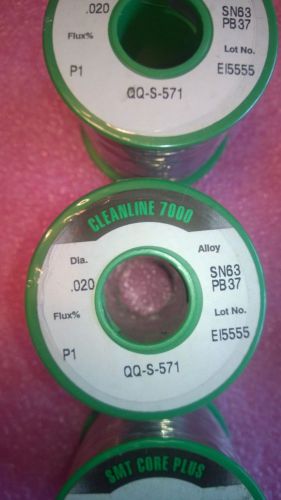 .020 SN63
PB37
Flux% Lot No.
P1 EI5555
QQ-S-571
CLEANLINE 7000
Dia. Alloy
.020 SN63
PB37
Flux% Lot No.
P1 EI5555
QQ-S-571
SMT CORE PLUS